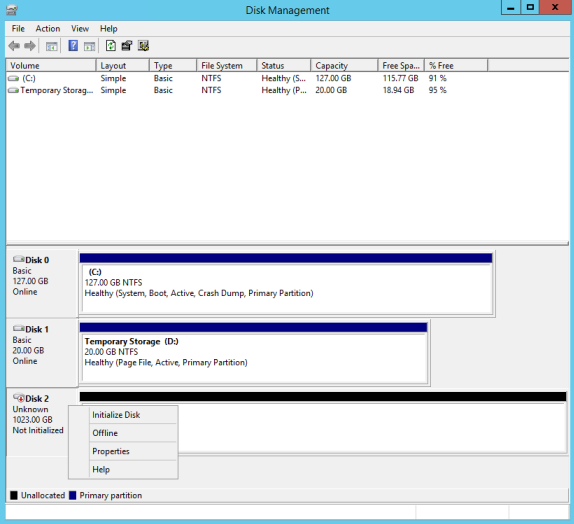 Disk Management
File Action View Help
Volume Layout Type File System Status Capacity Free Spa... % Free
(C:) Simple Basic NTFS Healthy (S... 127.00 GB 115.77 GB 91 %
Temporary Storag... Simple Basic NTFS Healthy (P... 20.00 GB 18.94 GB 95 %
Disk 0
Basic
127.00 GB
Online
(C:)
127.00 GB NTFS
Healthy (System, Boot, Active, Crash Dump, Primary Partition)
Disk 1
Basic
20.00 GB
Online
Temporary Storage (D:)
20.00 GB NTFS
Healthy (Page File, Active, Primary Partition)
Disk 2
Unknown
1023.00 GB
Not Initialized
Initialize Disk
Offline
Properties
Help
Unallocated Primary partition